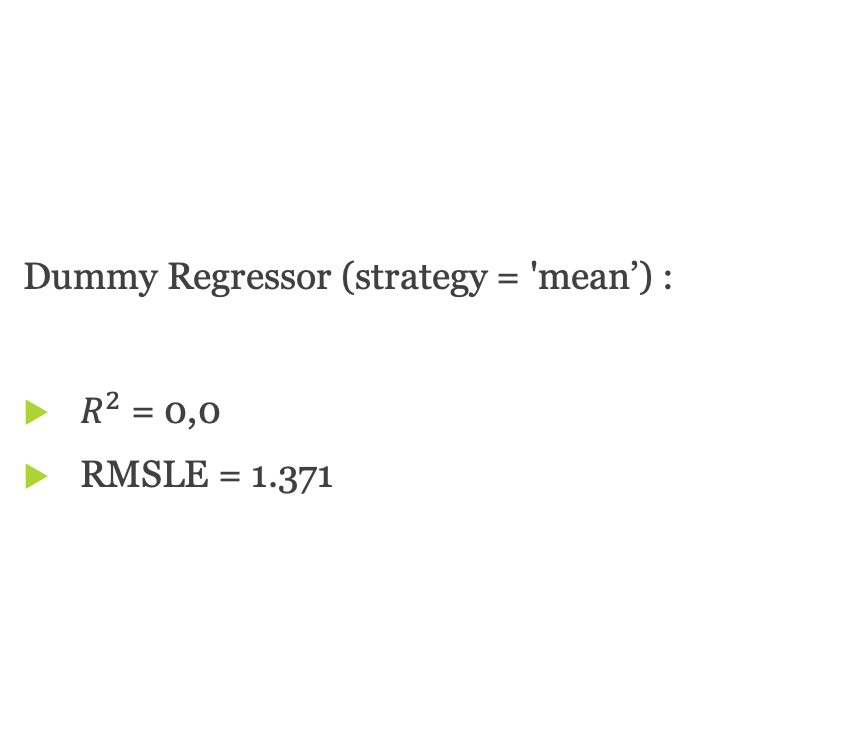 Dummy Regressor (strategy = 'mean’) :
R² = 0,0
RMSLE = 1.371